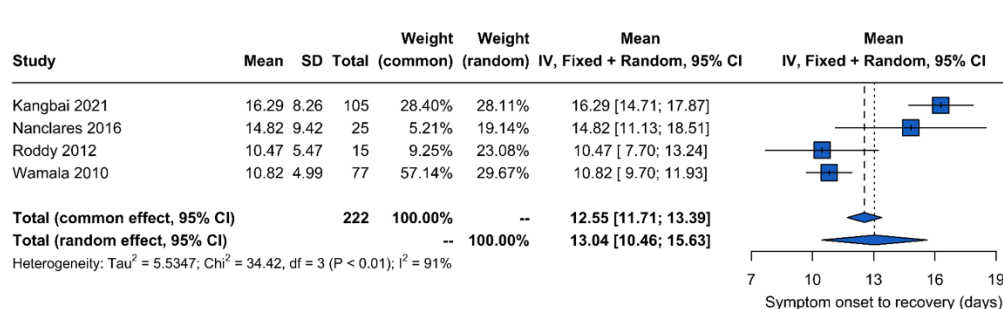 Weight Weight Mean Mean
Study Mean SD Total (common) (random) IV, Fixed + Random, 95% CI IV, Fixed + Random, 95% CI
Kangbai 2021 16.29 8.26 105 28.40% 28.11% 16.29 [14.71; 17.87]
Nanclares 2016 14.82 9.42 25 5.21% 19.14% 14.82 [11.13; 18.51]
Roddy 2012 10.47 5.47 15 9.25% 23.08% 10.47 [ 7.70; 13.24]
Wamala 2010 10.82 4.99 77 57.14% 29.67% 10.82 [ 9.70; 11.93]
Total (common effect, 95% CI) 222 100.00% -- 12.55 [11.71; 13.39]
Total (random effect, 95% CI) -- 100.00% 13.04 [10.46; 15.63]
Heterogeneity: Tau² = 5.5347; Chi² = 34.42, df = 3 (P < 0.01); I² = 91%
7 10 13 16 19
Symptom onset to recovery (days)